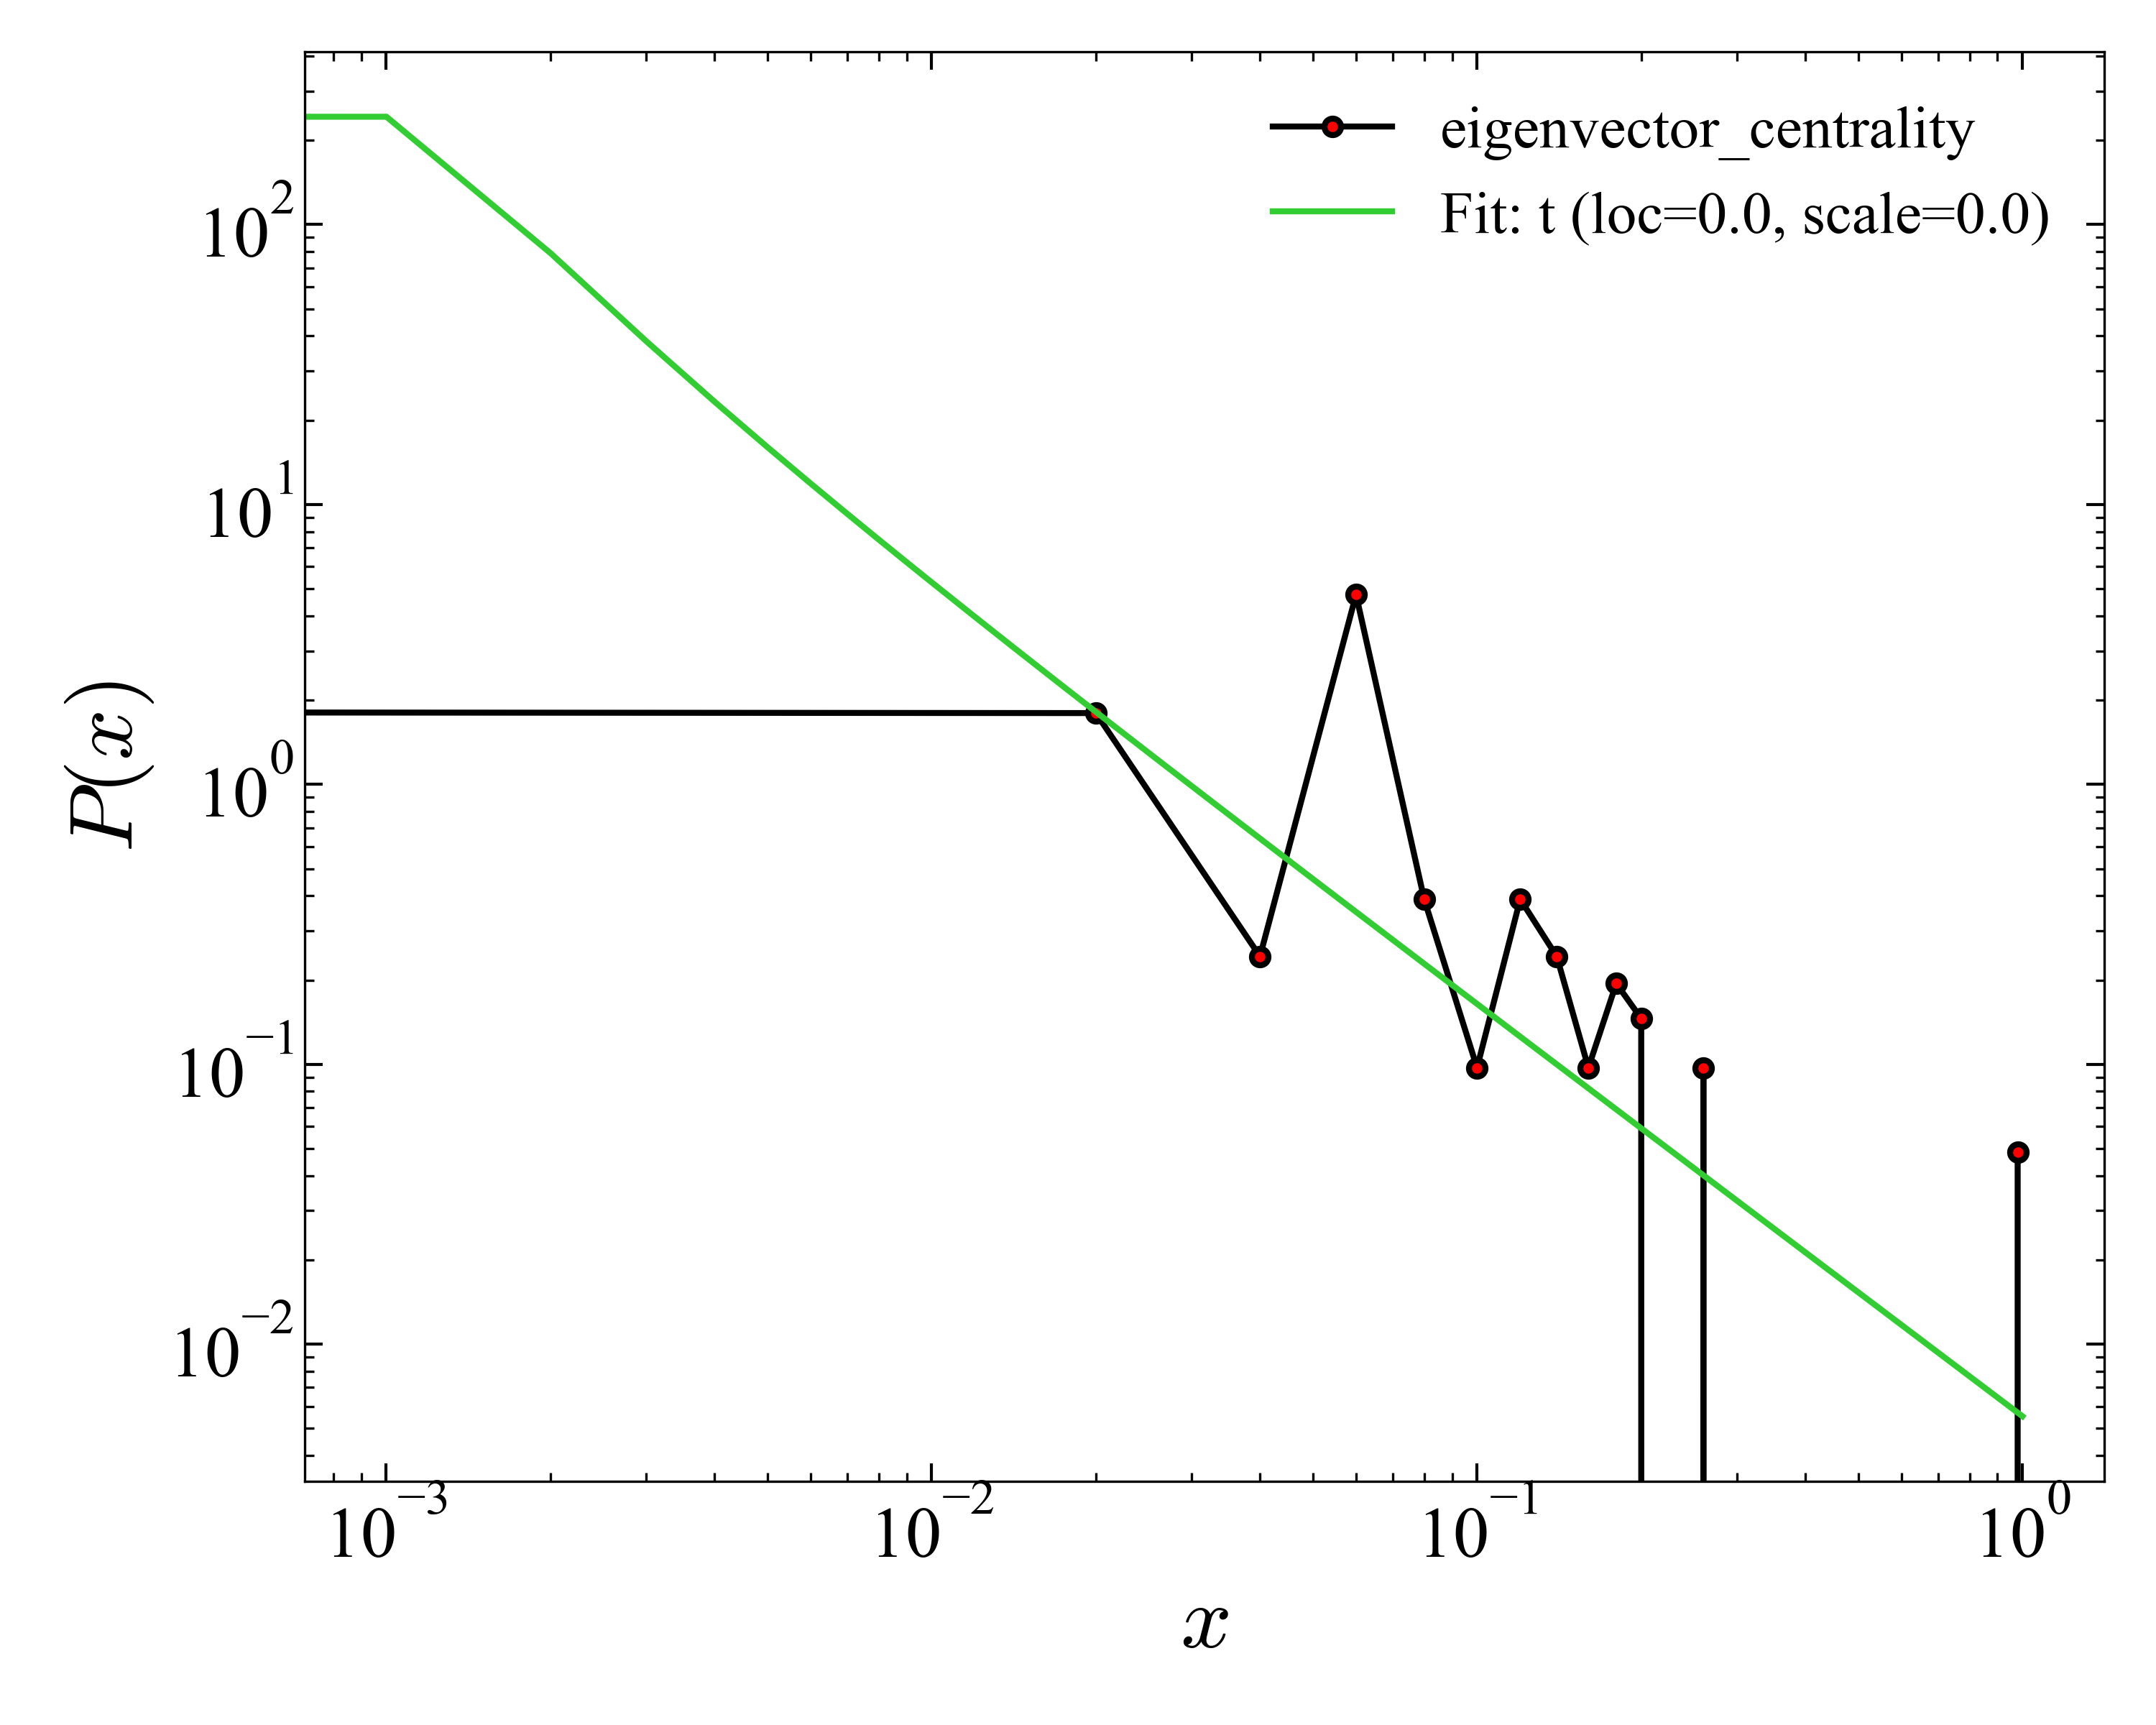 eigenvector_centrality
Fit: t (loc=0.0, scale=0.0)
10^2
10^1
10^0
10^−1
10^−2
P(x)
10^−3 10^−2 10^−1 10^0
x